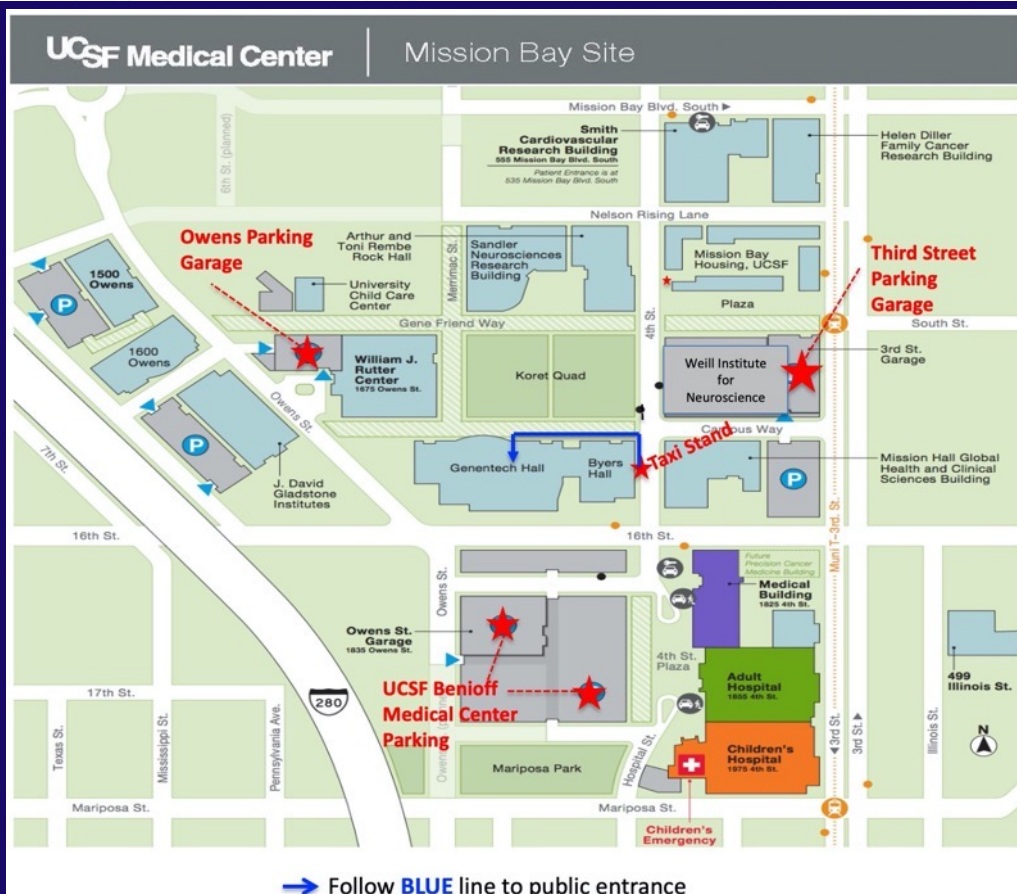 UCSF Medical Center
Mission Bay Site
Mission Bay Blvd. South
Smith
Cardiovascular
Research Building
555 Mission Bay Blvd. South
Patient Entrance is at
535 Mission Bay Blvd. South
Helen Diller
Family Cancer
Research Building
6th St. (planned)
Nelson Rising Lane
Owens Parking
Garage
Arthur and
Toni Rembe
Rock Hall
Merrimac St.
Sandler
Neurosciences
Research
Building
Mission Bay
Housing, UCSF
Third Street
Parking
Garage
1500
Owens
P
University
Child Care
Center
Plaza
4th St.
Gene Friend Way
South St.
1600
Owens
William J.
Rutter
Center
1675 Owens St.
Koret Quad
Weill Institute
for
Neuroscience
3rd St.
Garage
Owens St.
Campus Way
P
Taxi Stand
7th St.
Genentech Hall
Byers
Hall
Mission Hall Global
Health and Clinical
Sciences Building
P
J. David
Gladstone
Institutes
Muni T-3rd. St.
16th St.
16th St.
Future
Precision Cancer
Medicine Building
Medical
Building
1825 4th St.
Owens St.
Owens St.
Garage
1835 Owens St.
4th St.
Plaza
499
Illinois St.
17th St.
280
UCSF Benioff
Medical Center
Parking
Adult
Hospital
1855 4th St.
Texas St.
Mississippi St.
Pennsylvania Ave.
Hospital St.
3rd St.
3rd St.
Illinois St.
N
Children's
Hospital
1975 4th St.
Mariposa Park
Mariposa St.
Mariposa St.
Children's
Emergency
Follow BLUE line to public entrance